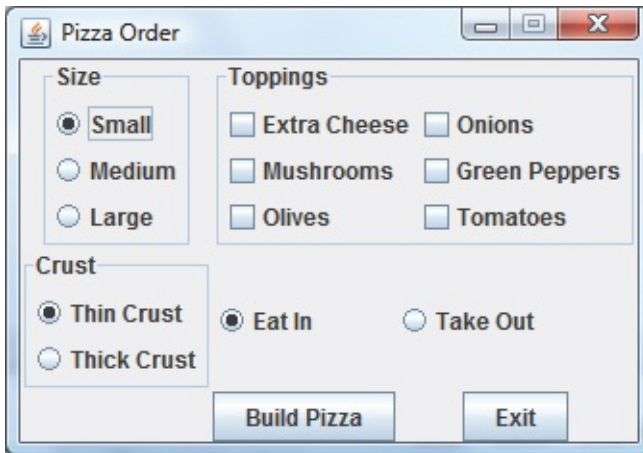 Pizza Order
Size
Small
Medium
Large
Toppings
Extra Cheese Onions
Mushrooms Green Peppers
Olives Tomatoes
Crust
Thin Crust
Thick Crust
Eat In Take Out
Build Pizza Exit